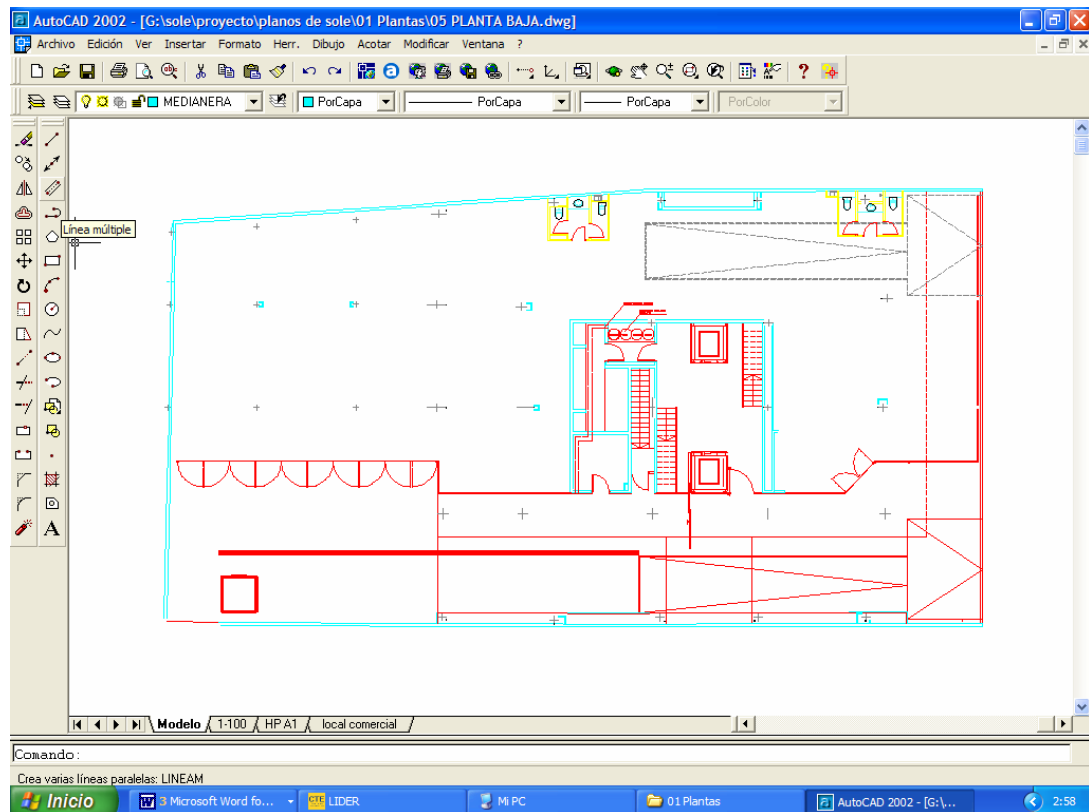 AutoCAD 2002 - [G:\sole\proyecto\planos de sole\01 Plantas\05 PLANTA BAJA.dwg]
Archivo Edición Ver Insertar Formato Herr. Dibujo Acotar Modificar Ventana ?
MEDIANERA PorCapa PorCapa PorCapa PorColor
Línea múltiple
A
Modelo 1-100 HP A1 local comercial
Comando:
Crea varias líneas paralelas: LINEAM
Inicio 3 Microsoft Word fo... CTE LIDER Mi PC 01 Plantas AutoCAD 2002 - [G:\... 2:58